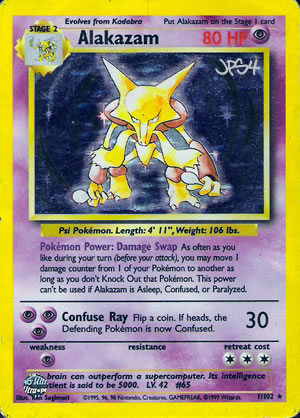 Evolves from Kadabra Put Alakazam on the Stage 1 card
STAGE 2
Alakazam 80 HP
JPS4
Psi Pokémon. Length: 4' 11", Weight: 106 lbs.
Pokémon Power: Damage Swap As often as you
like during your turn (before your attack), you may move 1
damage counter from 1 of your Pokémon to another as
long as you don't Knock Out that Pokémon. This power
can't be used if Alakazam is Asleep, Confused, or Paralyzed.
Confuse Ray Flip a coin. If heads, the
Defending Pokémon is now Confused. 30
weakness resistance retreat cost
brain can outperform a supercomputer. Its intelligence
quotient is said to be 5000. LV. 42 #65
Illus. Ken Sugimori ©1995, 96, 98 Nintendo, Creatures, GAMEFREAK. ©1999 Wizards. 1/102